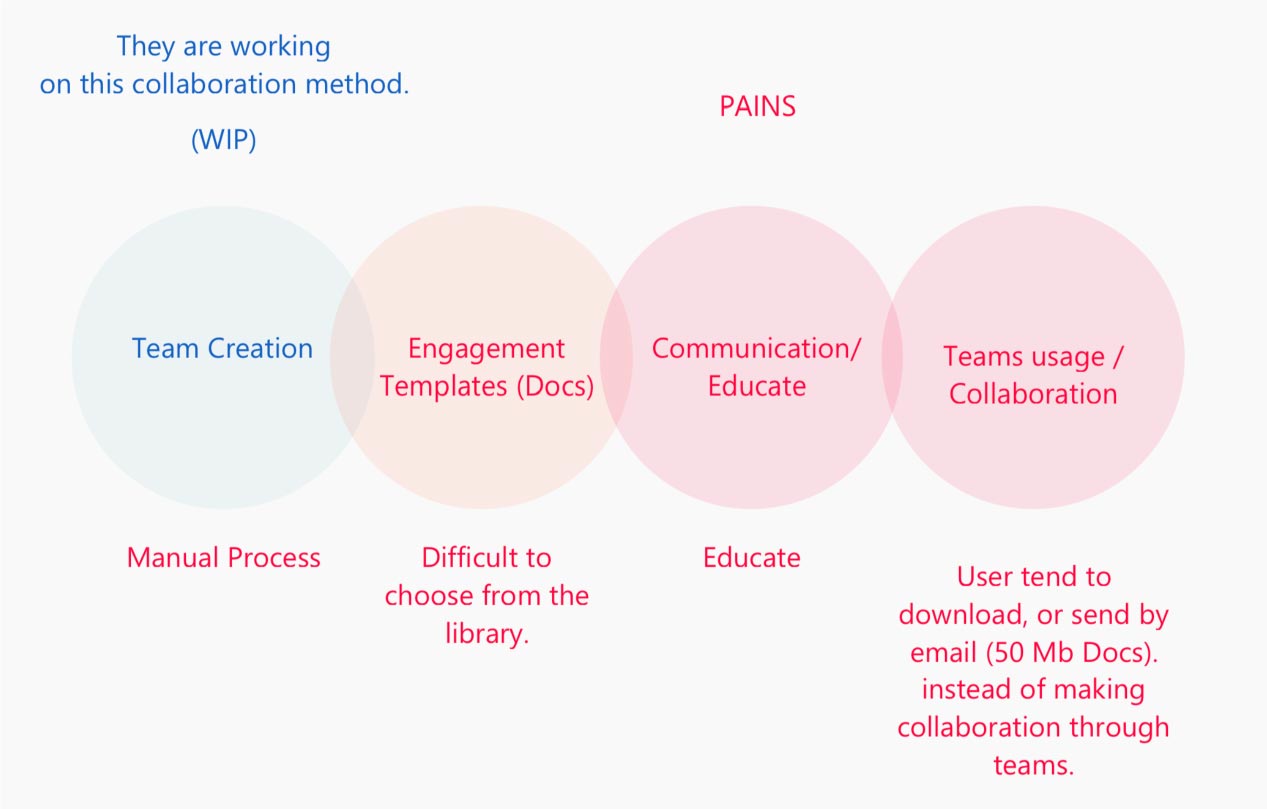 They are working
on this collaboration method.
(WIP)
PAINS
Team Creation
Engagement
Templates (Docs)
Communication/
Educate
Teams usage /
Collaboration
Manual Process
Difficult to
choose from the
library.
Educate
User tend to
download, or send by
email (50 Mb Docs).
instead of making
collaboration through
teams.